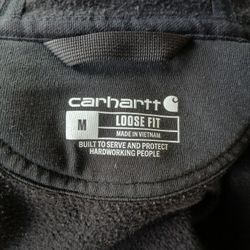 carhartt
M LOOSE FIT
MADE IN VIETNAM
BUILT TO SERVE AND PROTECT
HARDWORKING PEOPLE